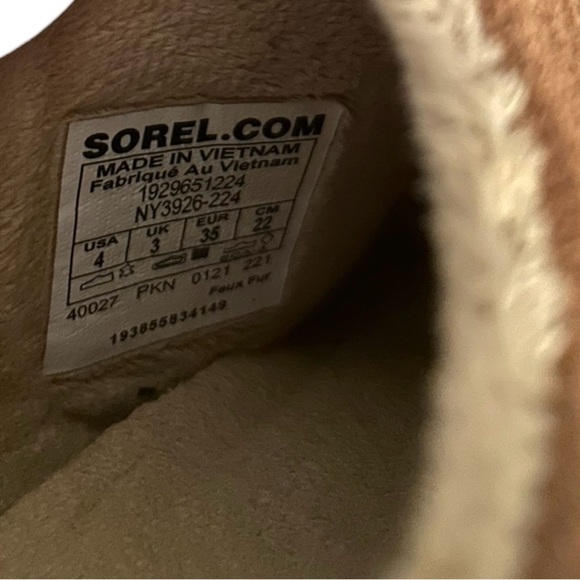 SOREL.COM
MADE IN VIETNAM
Fabriqué Au Vietnam
1929651224
NY3926-224
USA UK EUR CM
4 3 35 22
40027 PKN 0121 221
Faux Fur
193855834149